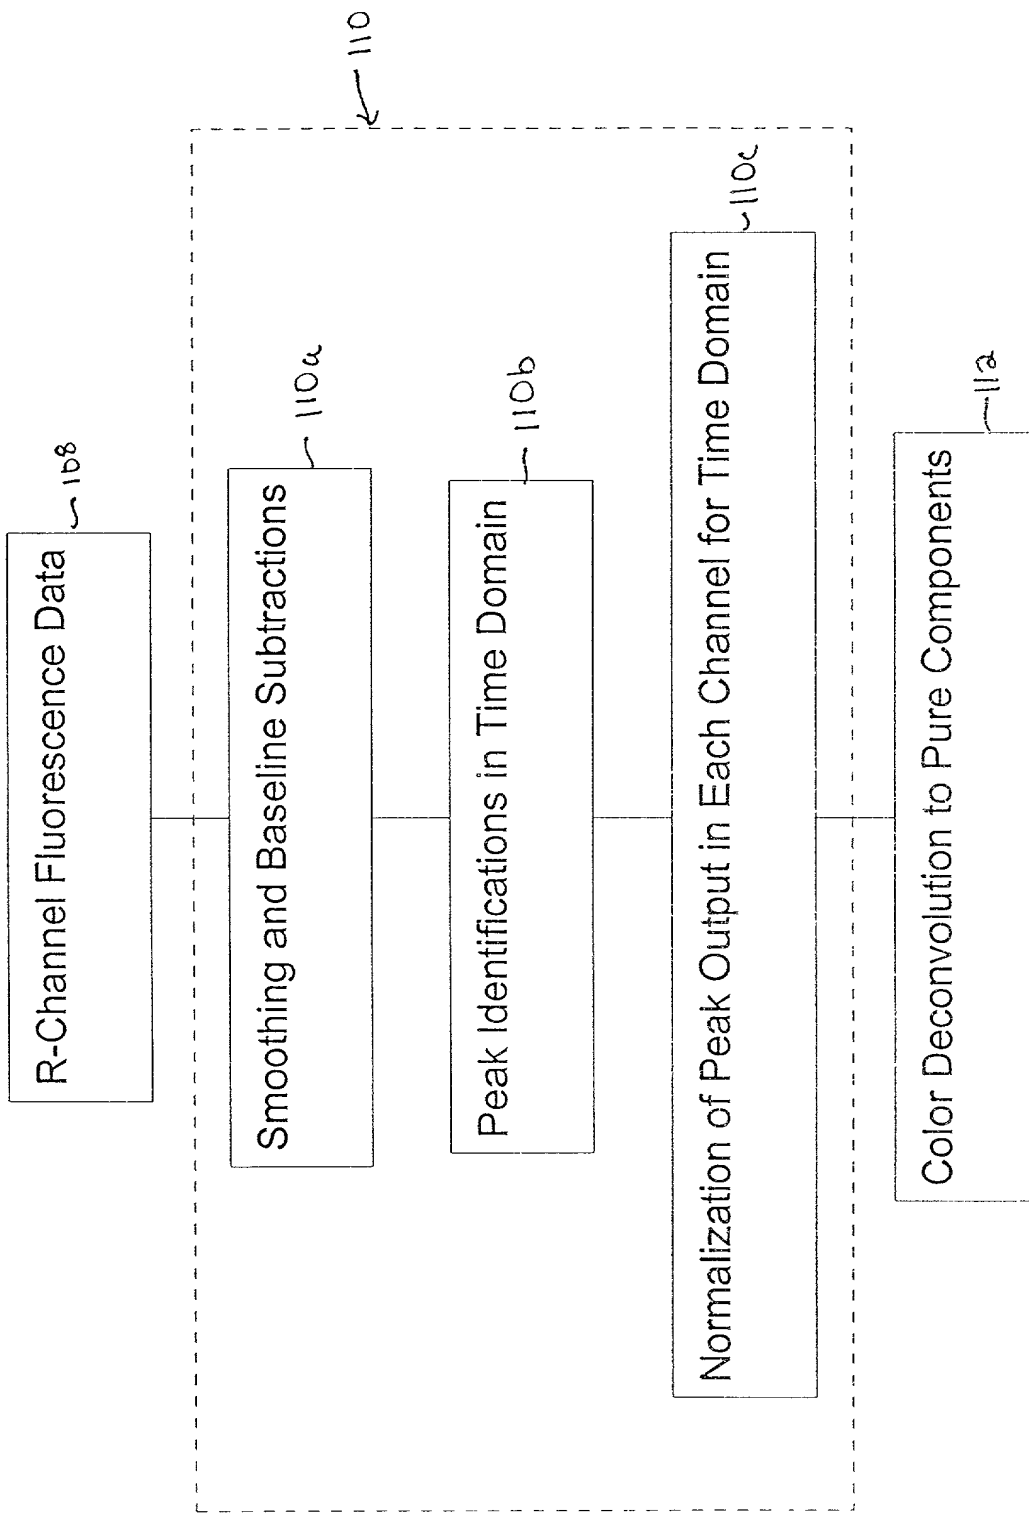 R-Channel Fluorescence Data
108
110
Smoothing and Baseline Subtractions
110a
Peak Identifications in Time Domain
110b
Normalization of Peak Output in Each Channel for Time Domain
110c
Color Deconvolution to Pure Components
112